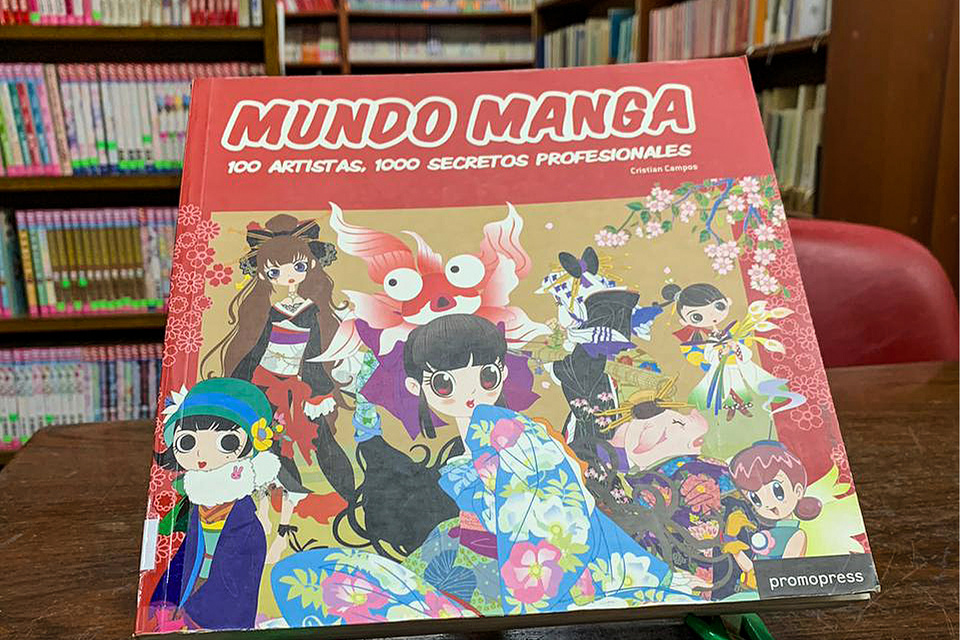 MUNDO MANGA
100 ARTISTAS, 1000 SECRETOS PROFESIONALES
Cristian Campos
promopress